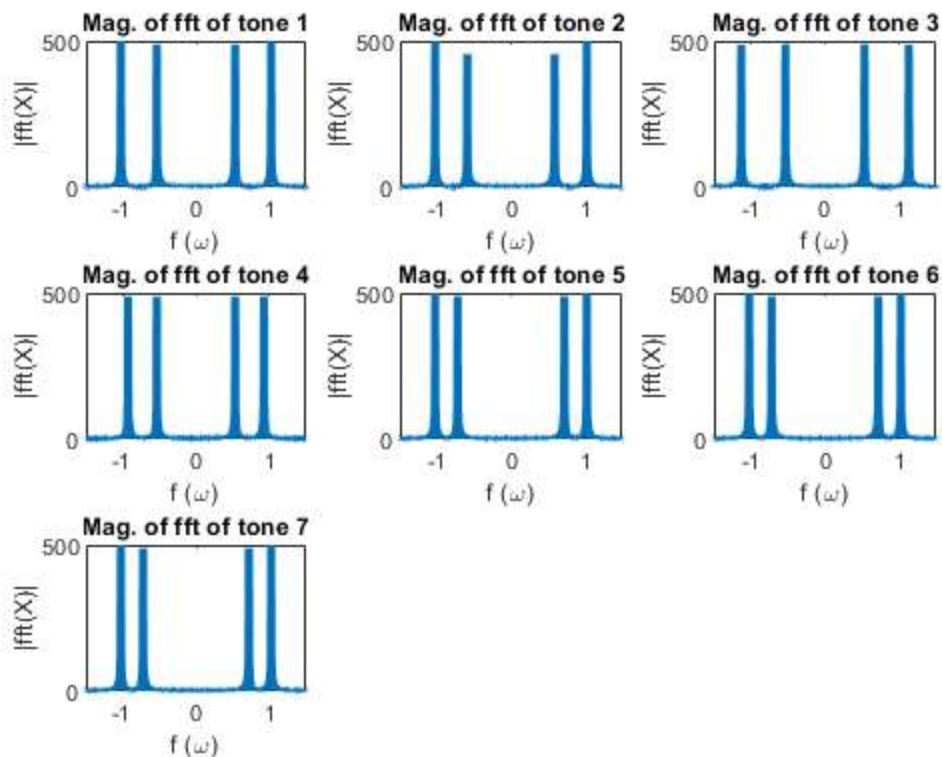 Mag. of fft of tone 1
500
0
|fft(X)|
-1 0 1
f (ω)
Mag. of fft of tone 2
500
0
|fft(X)|
-1 0 1
f (ω)
Mag. of fft of tone 3
500
0
|fft(X)|
-1 0 1
f (ω)
Mag. of fft of tone 4
500
0
|fft(X)|
-1 0 1
f (ω)
Mag. of fft of tone 5
500
0
|fft(X)|
-1 0 1
f (ω)
Mag. of fft of tone 6
500
0
|fft(X)|
-1 0 1
f (ω)
Mag. of fft of tone 7
500
0
|fft(X)|
-1 0 1
f (ω)